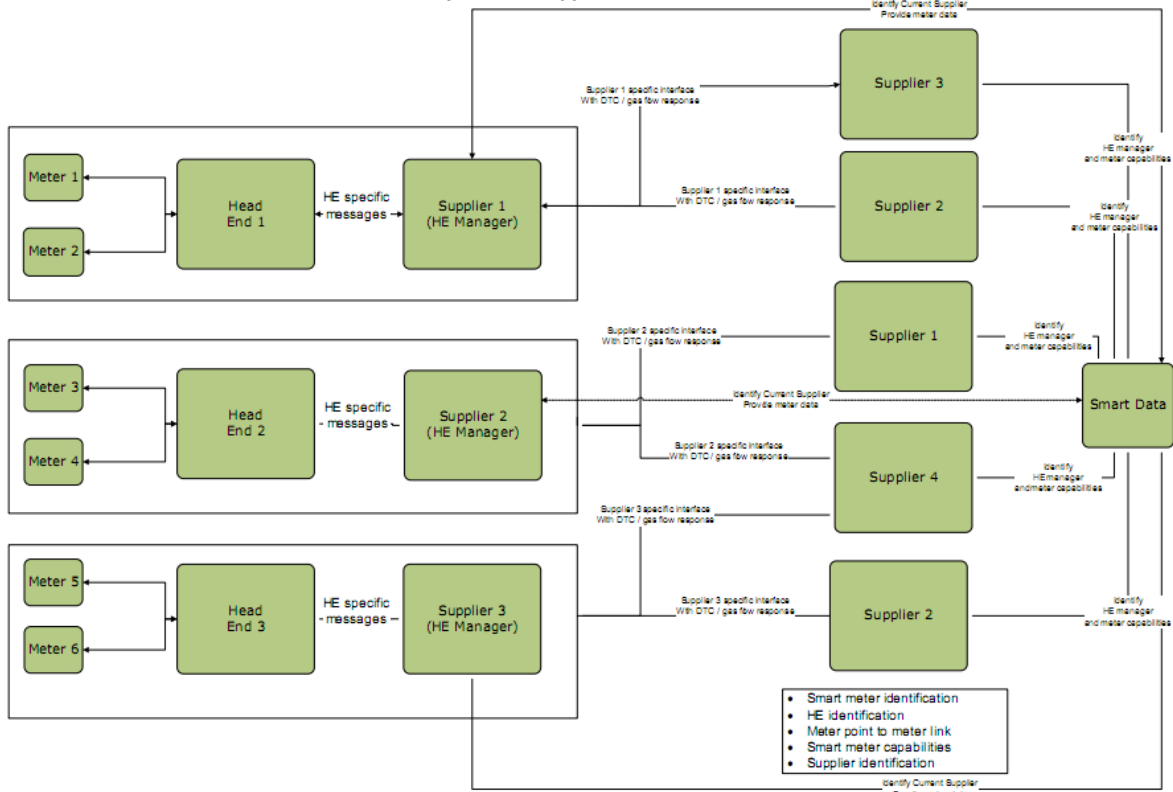 Identify Current Supplier
Provide meter data
Supplier 3
Supplier 1 specific interface
With DTC / gas flow response
Identify
HE manager
and meter capabilities
Meter 1
Meter 2
Head
End 1
HE specific
messages
Supplier 1
(HE Manager)
Supplier 1 specific interface
With DTC / gas flow response
Supplier 2
Identify
HE manager
and meter capabilities
Supplier 2 specific interface
With DTC / gas flow response
Supplier 1
Identify
HE manager
and meter capabilities
Meter 3
Meter 4
Head
End 2
HE specific
messages
Supplier 2
(HE Manager)
Identify Current Supplier
Provide meter data
Smart Data
Supplier 2 specific interface
With DTC / gas flow response
Supplier 4
Identify
HE manager
and meter capabilities
Supplier 3 specific interface
With DTC / gas flow response
Meter 5
Meter 6
Head
End 3
HE specific
messages
Supplier 3
(HE Manager)
Supplier 3 specific interface
With DTC / gas flow response
Supplier 2
Identify
HE manager
and meter capabilities
• Smart meter identification
• HE identification
• Meter point to meter link
• Smart meter capabilities
• Supplier identification
Identify Current Supplier